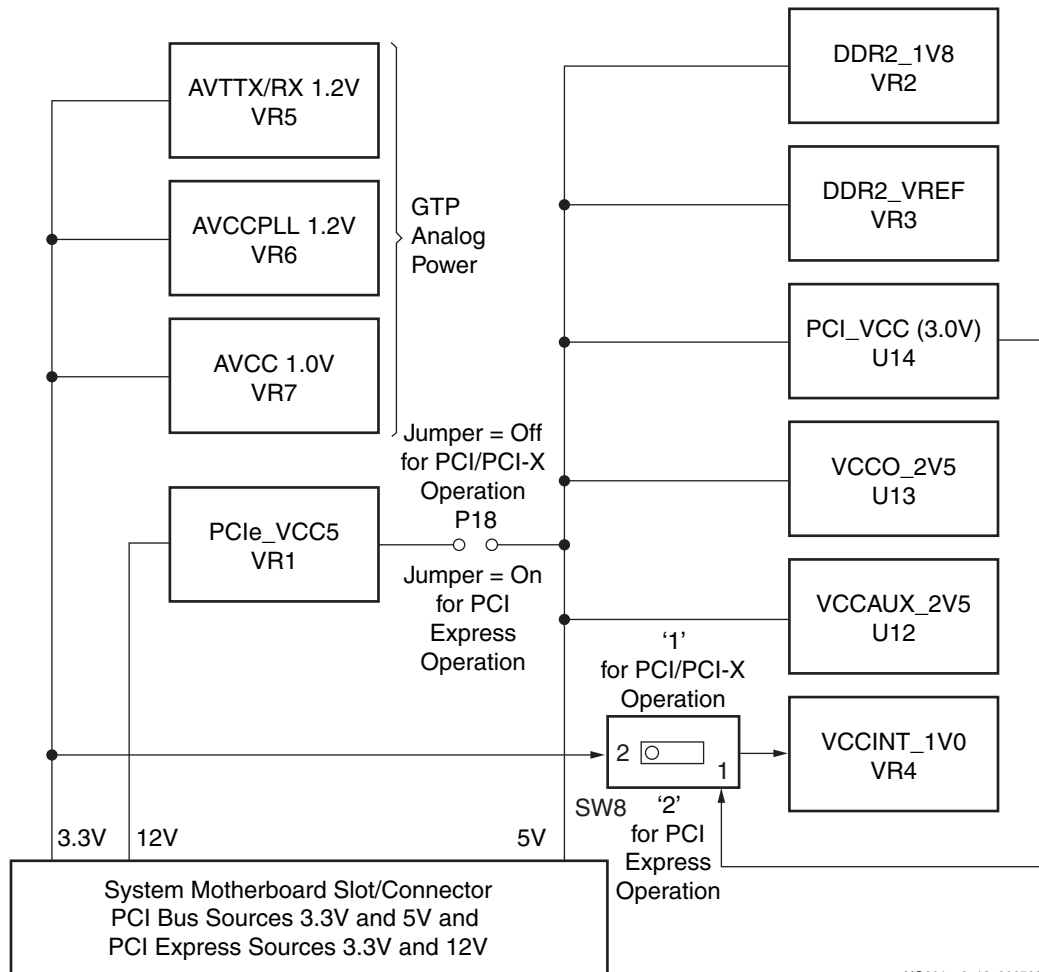 AVTTX/RX 1.2V
VR5
AVCCPLL 1.2V
VR6
AVCC 1.0V
VR7
GTP
Analog
Power
PCIe_VCC5
VR1
Jumper = Off
for PCI/PCI-X
Operation
P18
Jumper = On
for PCI
Express
Operation
DDR2_1V8
VR2
DDR2_VREF
VR3
PCI_VCC (3.0V)
U14
VCCO_2V5
U13
VCCAUX_2V5
U12
‘1’
for PCI/PCI-X
Operation
2
1
SW8
‘2’
for PCI
Express
Operation
VCCINT_1V0
VR4
3.3V
12V
5V
System Motherboard Slot/Connector
PCI Bus Sources 3.3V and 5V and
PCI Express Sources 3.3V and 12V